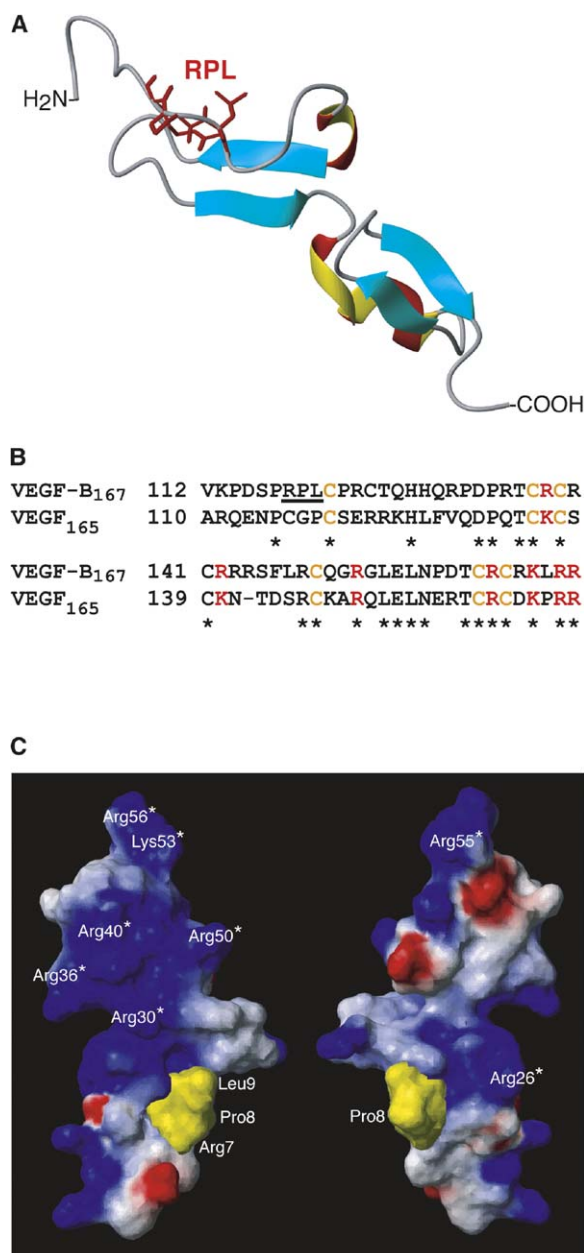 A
RPL
H2N
-COOH
B
VEGF-B167 112 VKPDSPRPLCPRCTQHHQRPDPRTCRCR
VEGF165 110 ARQENPCGPCSERRKHLFVQDPQTCKCS
* * * ** ** *
VEGF-B167 141 CRRRSFLRCQGRGLELNPDTCRCRKLRR
VEGF165 139 CKN-TDSRCKARQLELNERTCRCDKPRR
* ** * **** **** * **
C
Arg56*
Lys53*
Arg55*
Arg40*
Arg50*
Arg36*
Arg30*
Arg26*
Leu9
Pro8
Pro8
Arg7